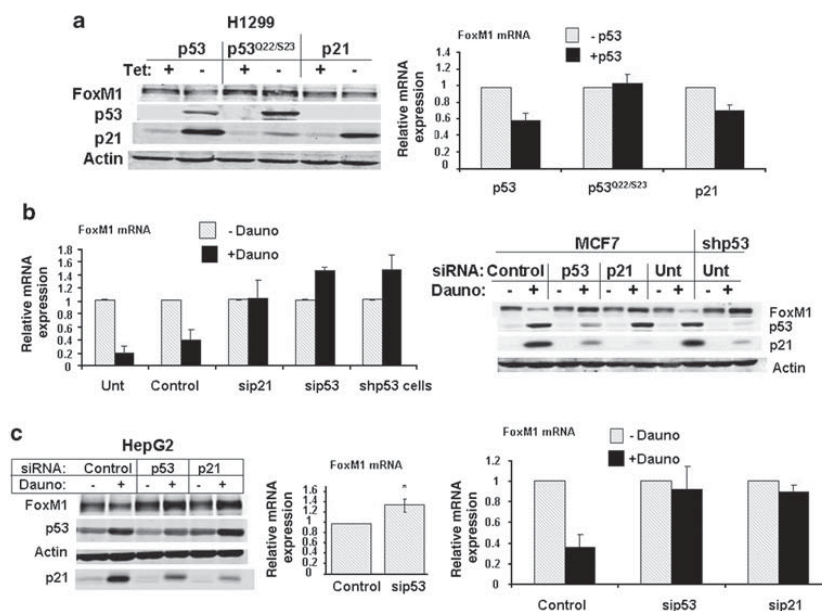 a
H1299
p53 p53Q22/S23 p21
Tet: + - + - + -
FoxM1
p53
p21
Actin
FoxM1 mRNA
- p53
+p53
Relative mRNA expression
1.4
1.2
1
0.8
0.6
0.4
0.2
0
p53 p53Q22/S23 p21
b
FoxM1 mRNA
- Dauno
+Dauno
Relative mRNA expression
1.8
1.6
1.4
1.2
1
0.8
0.6
0.4
0.2
0
Unt Control sip21 sip53 shp53 cells
MCF7 shp53
siRNA: Control p53 p21 Unt Unt
Dauno: - + - + - + - + - +
FoxM1
p53
p21
Actin
c
HepG2
siRNA: Control p53 p21
Dauno: - + - + - +
FoxM1
p53
Actin
p21
FoxM1 mRNA
Relative mRNA expression
1.6
1.4
1.2
1
0.8
0.6
0.4
0.2
0
*
Control sip53
FoxM1 mRNA
- Dauno
+Dauno
Relative mRNA expression
1.2
1
0.8
0.6
0.4
0.2
0
Control sip53 sip21